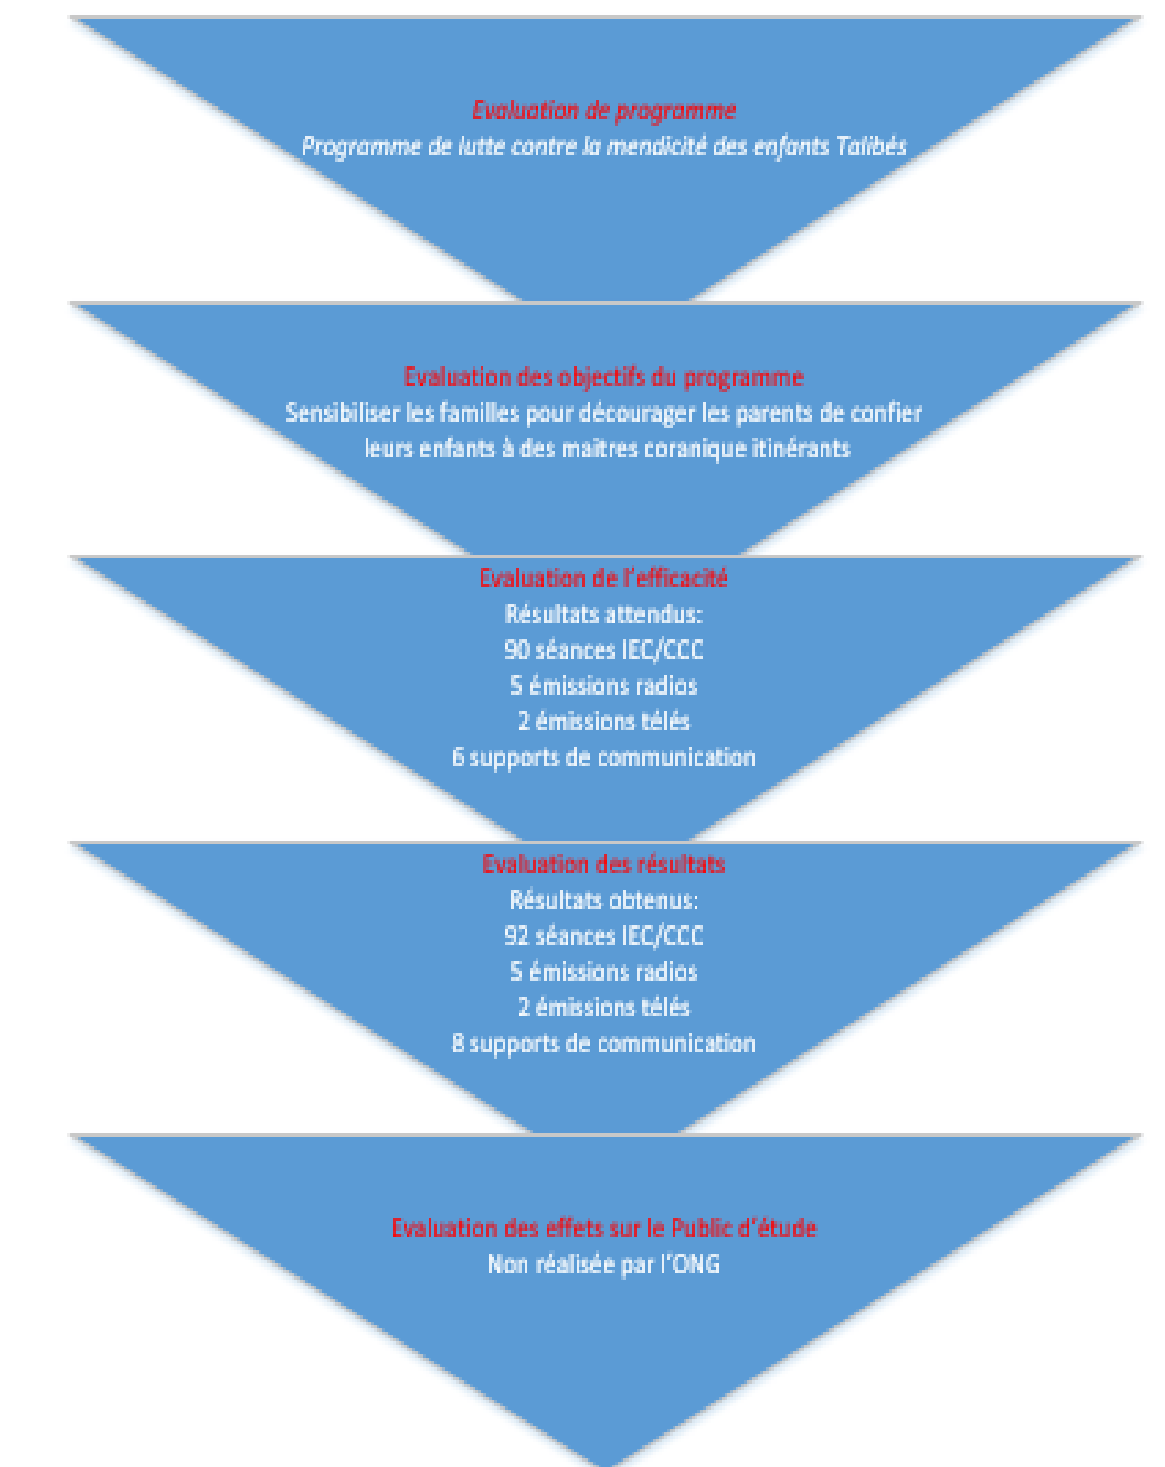 Evaluation de programme
Programme de lutte contre la mendicité des enfants Talibés
Evaluation des objectifs du programme
Sensibiliser les familles pour décourager les parents de confier
leurs enfants à des maîtres coranique itinérants
Evaluation de l'efficacité
Résultats attendus:
90 séances IEC/CCC
5 émissions radios
2 émissions télés
6 supports de communication
Evaluation des résultats
Résultats obtenus:
92 séances IEC/CCC
5 émissions radios
2 émissions télés
8 supports de communication
Evaluation des effets sur le Public d'étude
Non réalisée par l'ONG